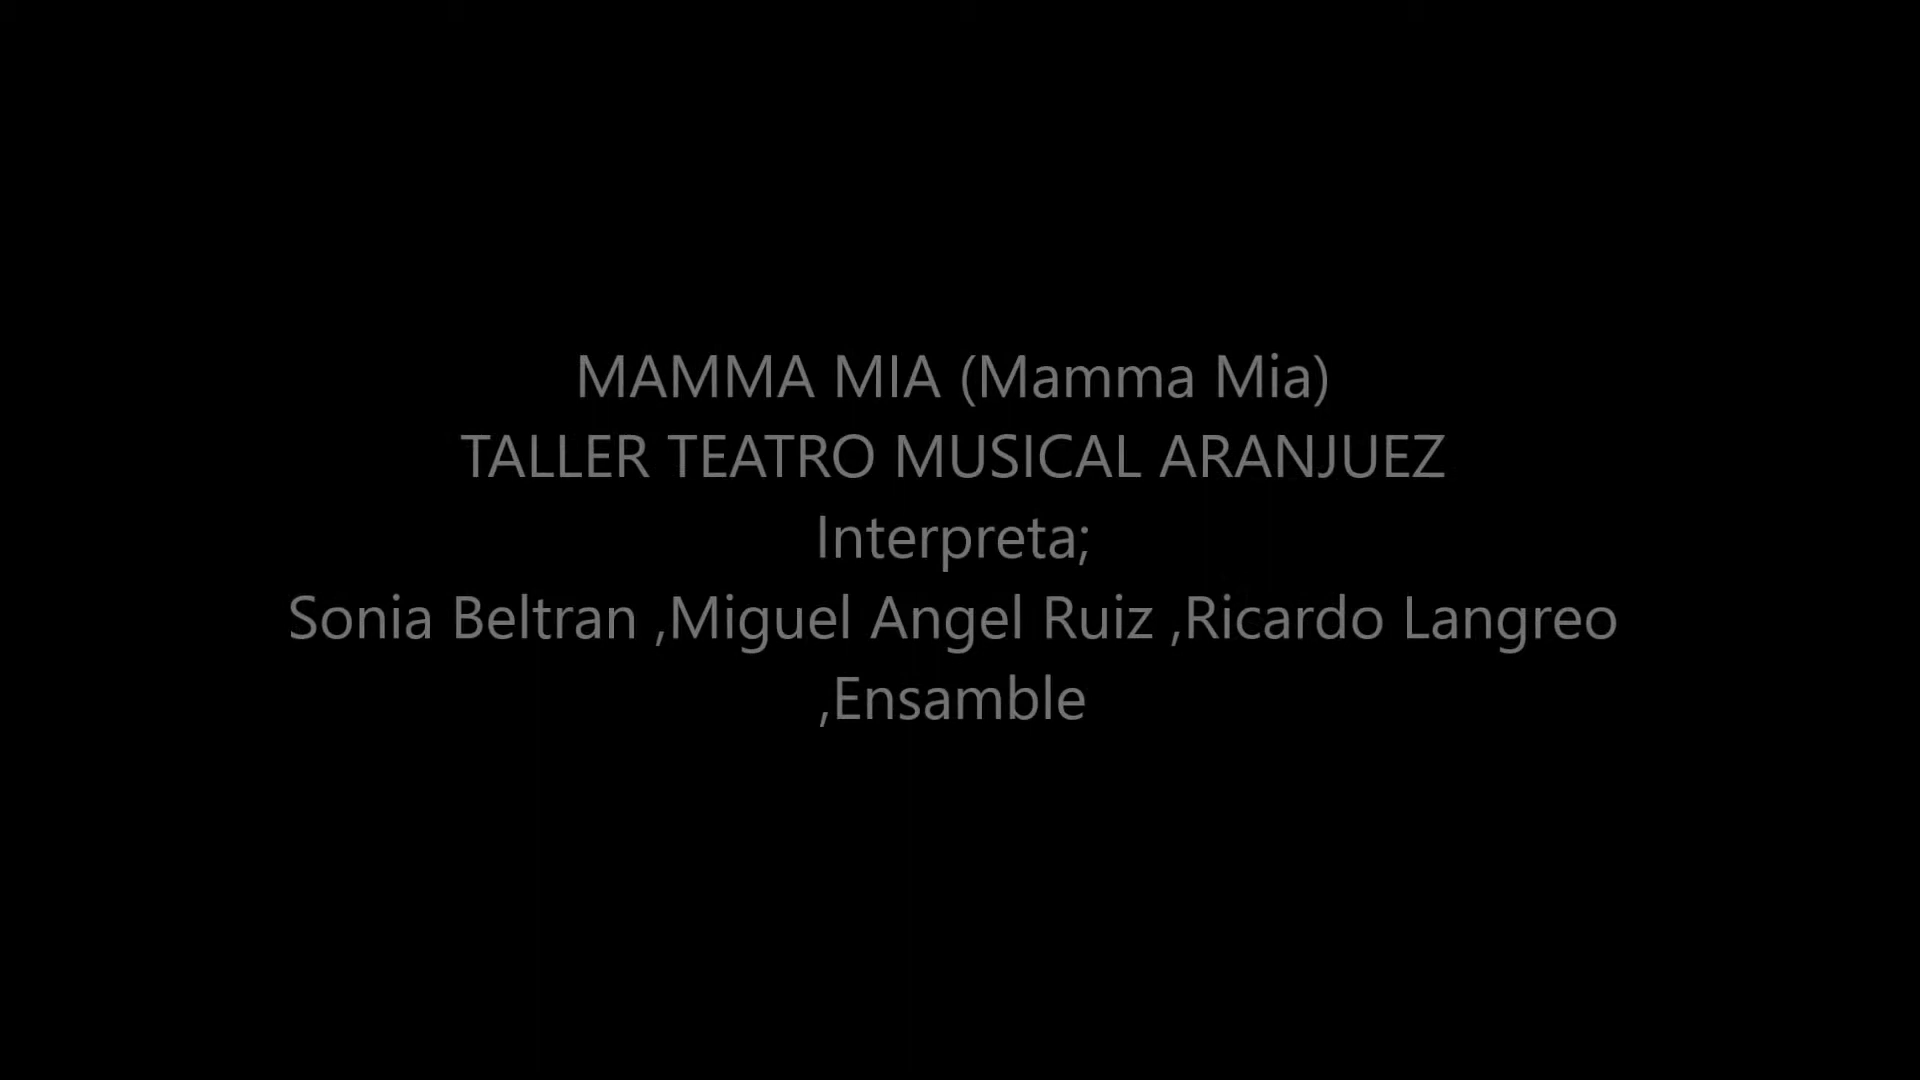 MAMMA MIA (Mamma Mia)
TALLER TEATRO MUSICAL ARANJUEZ
Interpreta;
Sonia Beltran ,Miguel Angel Ruiz ,Ricardo Langreo
,Ensamble